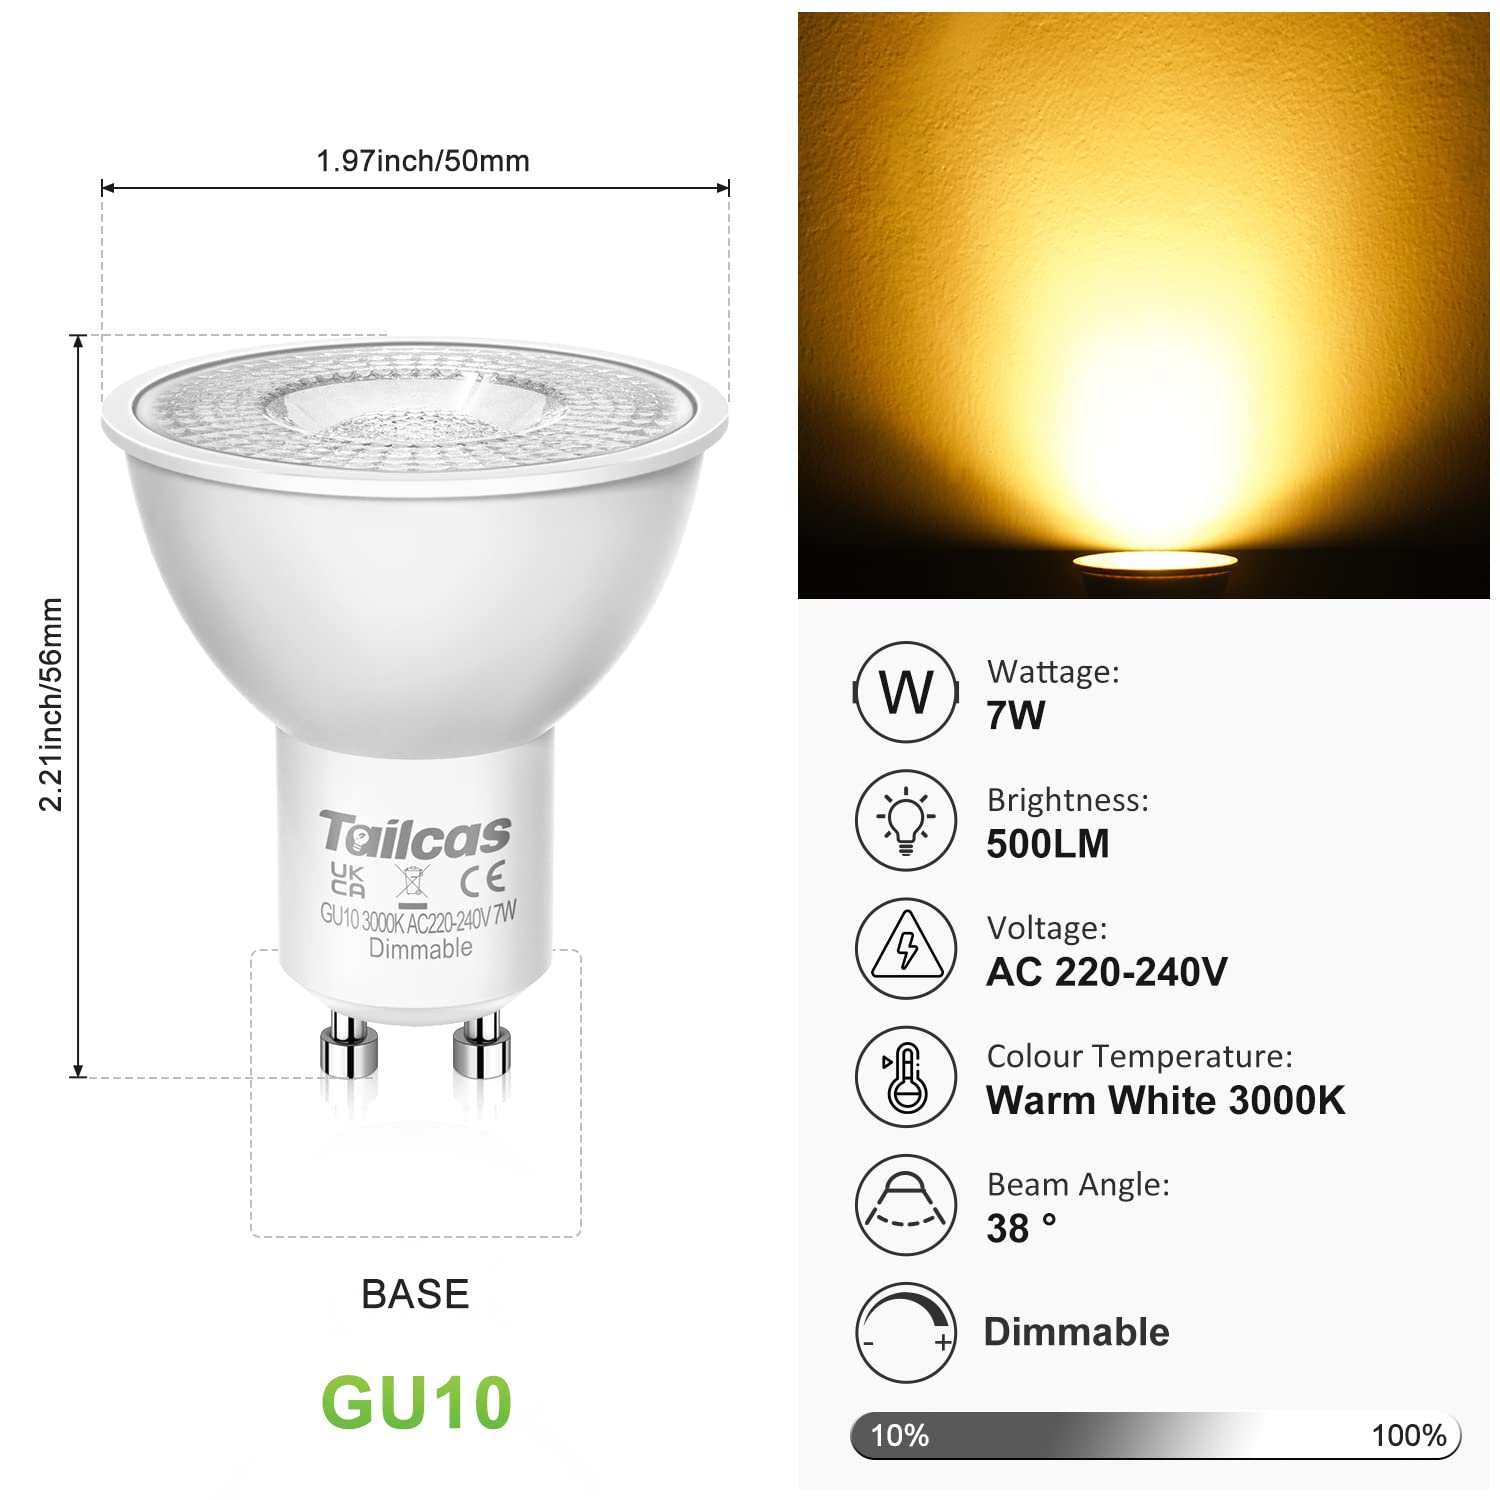 1.97inch/50mm
2.21inch/56mm
Tailcas
UK
CA
CE
GU10 3000K AC220-240V 7W
Dimmable
BASE
GU10
W
Wattage:
7W
Brightness:
500LM
Voltage:
AC 220-240V
Colour Temperature:
Warm White 3000K
Beam Angle:
38 °
- +
Dimmable
10% 100%